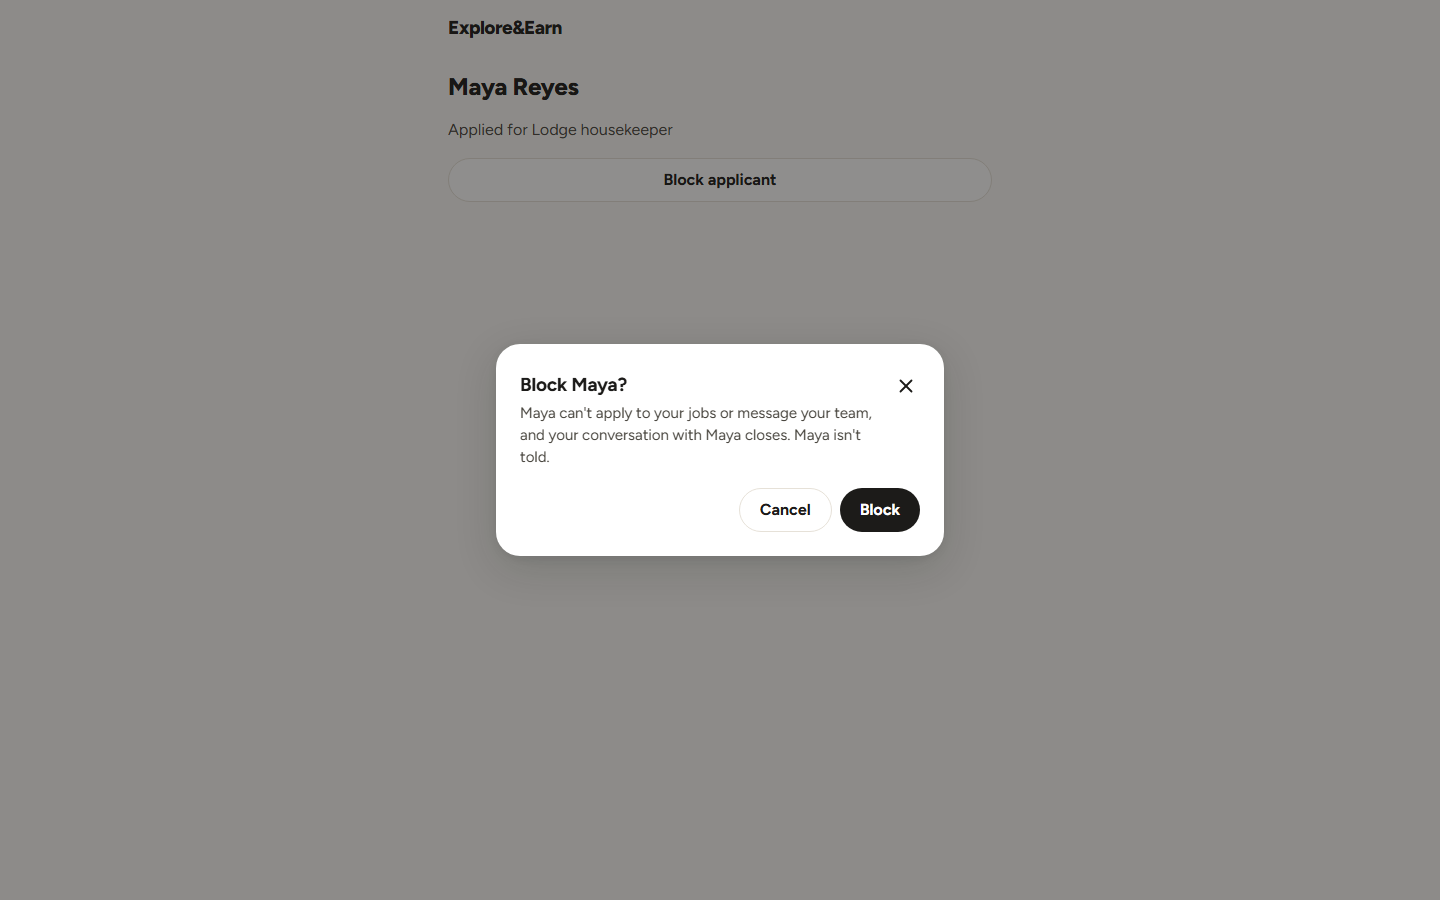 Explore&Earn
Maya Reyes
Applied for Lodge housekeeper
Block applicant
Block Maya?
Maya can't apply to your jobs or message your team,
and your conversation with Maya closes. Maya isn't
told.
Cancel
Block